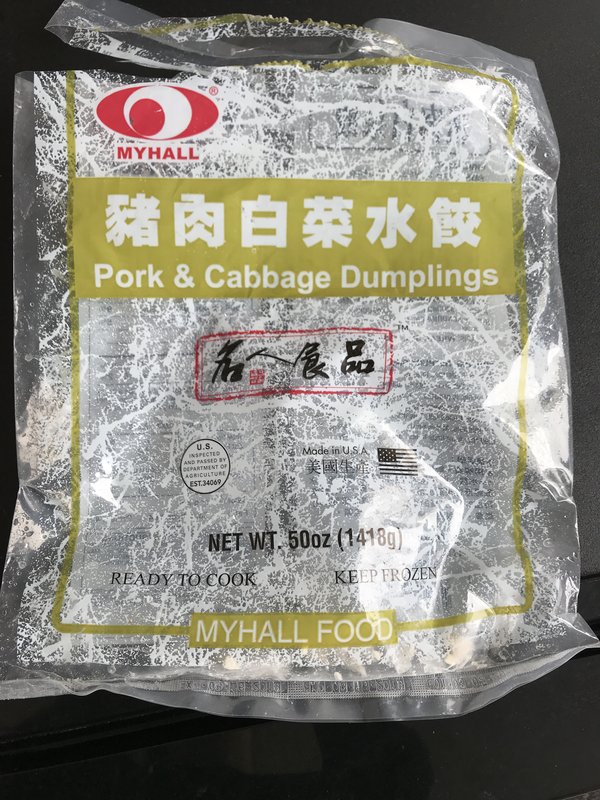 MYHALL
豬肉白菜水餃
Pork & Cabbage Dumplings
名人食品
TM
U.S.
INSPECTED
AND PASSED BY
DEPARTMENT OF
AGRICULTURE
EST.34069
Made in U.S.A.
美國生產
NET WT. 50oz (1418g)
READY TO COOK
KEEP FROZEN
MYHALL FOOD